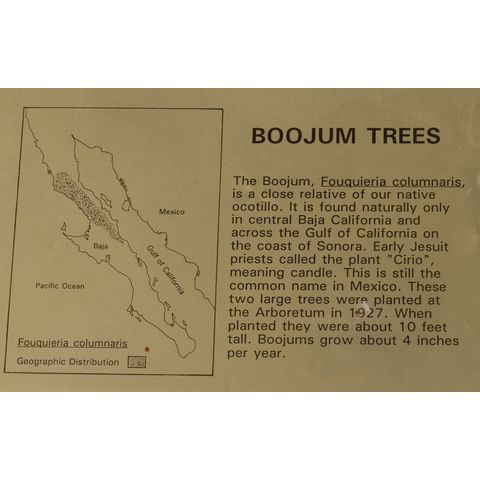 BOOJUM TREES
The Boojum, Fouquieria columnaris,
is a close relative of our native
ocotillo. It is found naturally only
in central Baja California and
across the Gulf of California on
the coast of Sonora. Early Jesuit
priests called the plant "Cirio",
meaning candle. This is still the
common name in Mexico. These
two large trees were planted at
the Arboretum in 1927. When
planted they were about 10 feet
tall. Boojums grow about 4 inches
per year.
Mexico
Baja
Gulf of California
Pacific Ocean
Fouquieria columnaris
Geographic Distribution